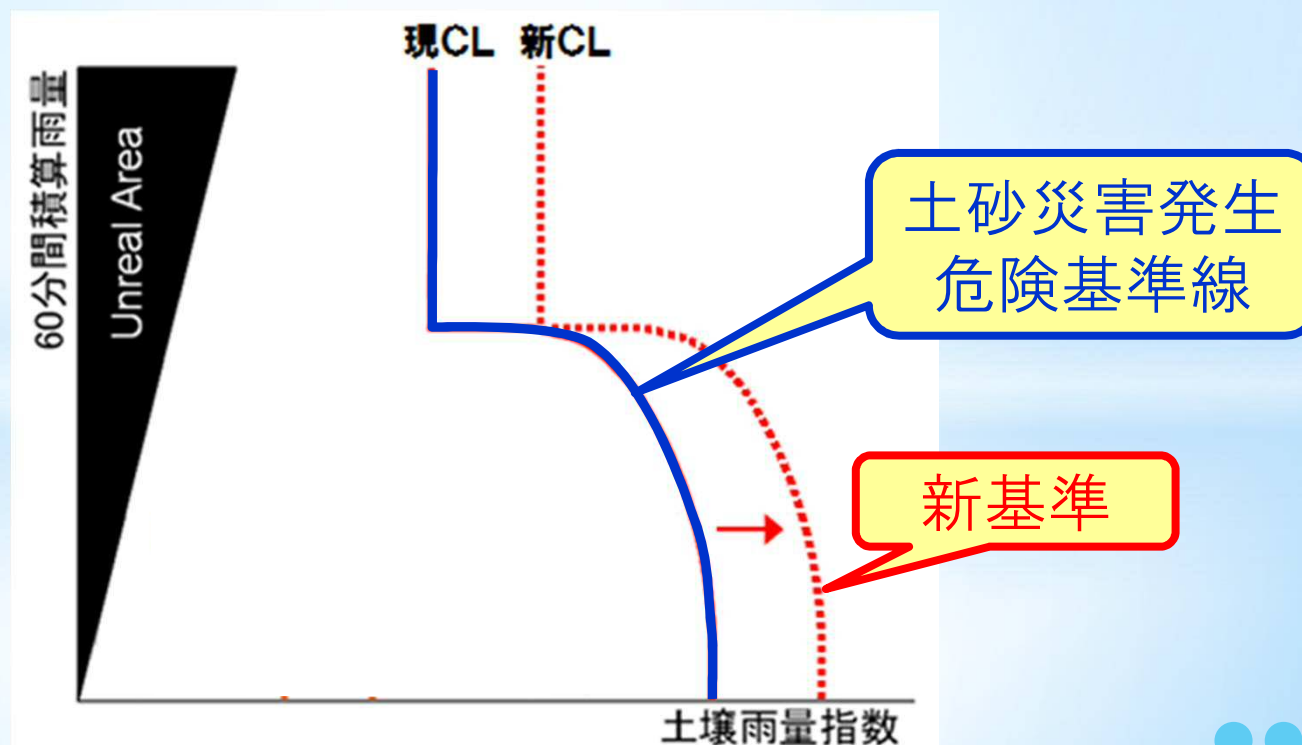 現CL 新CL
60分間積算雨量
Unreal Area
土砂災害発生
危険基準線
新基準
土壌雨量指数